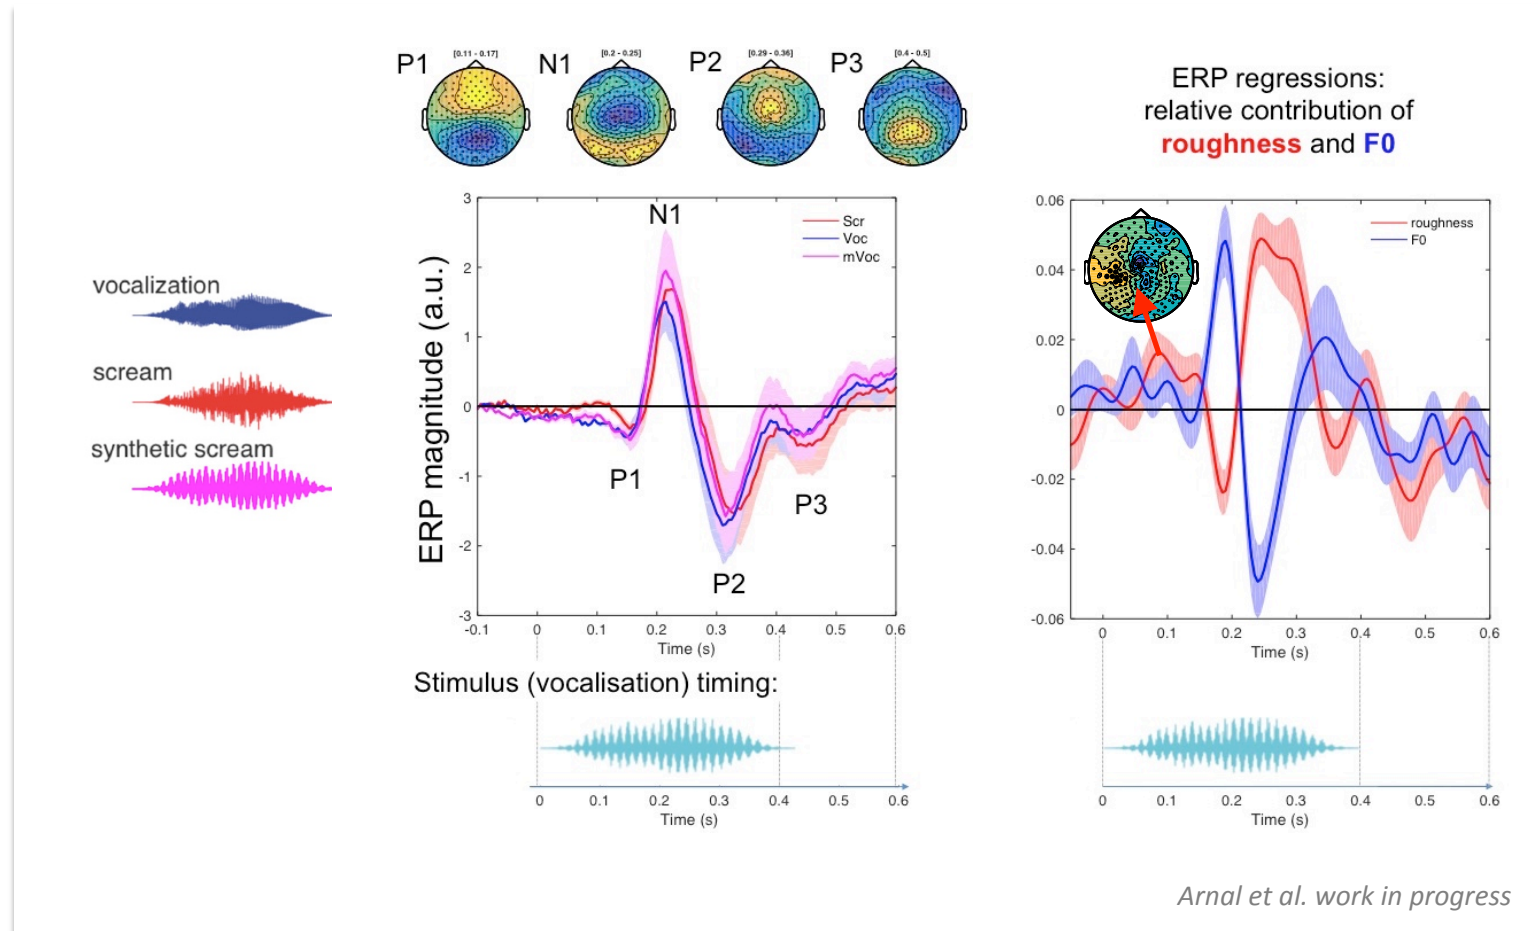 P1
[0.11 - 0.17]
N1
[0.2 - 0.25]
P2
[0.29 - 0.36]
P3
[0.4 - 0.5]
ERP regressions:
relative contribution of
roughness and F0
vocalization
scream
synthetic scream
ERP magnitude (a.u.)
3
2
1
0
-1
-2
-3
N1
P1
P2
P3
Scr
Voc
mVoc
-0.1
0
0.1
0.2
0.3
0.4
0.5
0.6
Time (s)
0.06
0.04
0.02
0
-0.02
-0.04
-0.06
roughness
F0
0
0.1
0.2
0.3
0.4
0.5
0.6
Time (s)
Stimulus (vocalisation) timing:
0
0.1
0.2
0.3
0.4
0.5
0.6
Time (s)
0
0.1
0.2
0.3
0.4
0.5
0.6
Time (s)
Arnal et al. work in progress